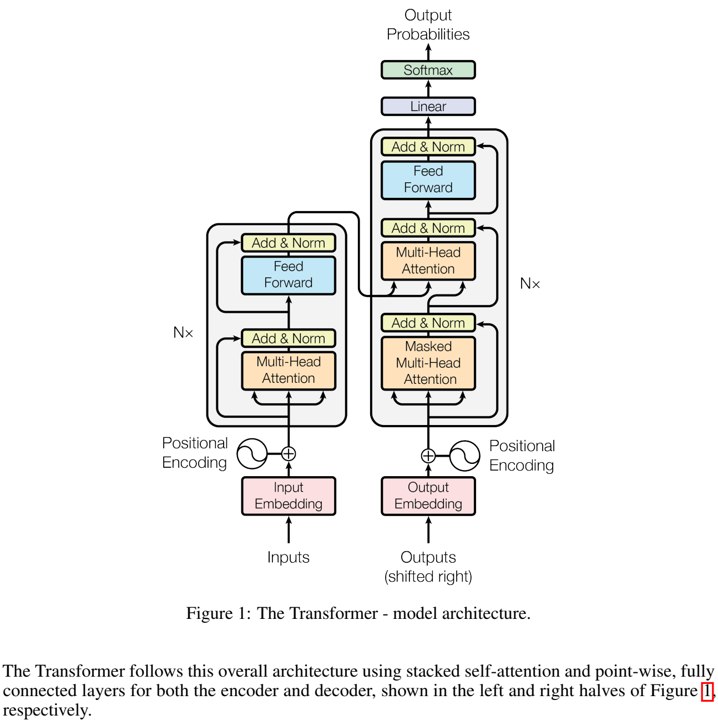 Output
Probabilities
Softmax
Linear
Add & Norm
Feed
Forward
Add & Norm
Multi-Head
Attention
Add & Norm
Masked
Multi-Head
Attention
Nx
Add & Norm
Feed
Forward
Add & Norm
Multi-Head
Attention
Nx
Positional
Encoding
Positional
Encoding
Input
Embedding
Output
Embedding
Inputs
Outputs
(shifted right)
Figure 1: The Transformer - model architecture.
The Transformer follows this overall architecture using stacked self-attention and point-wise, fully
connected layers for both the encoder and decoder, shown in the left and right halves of Figure 1,
respectively.